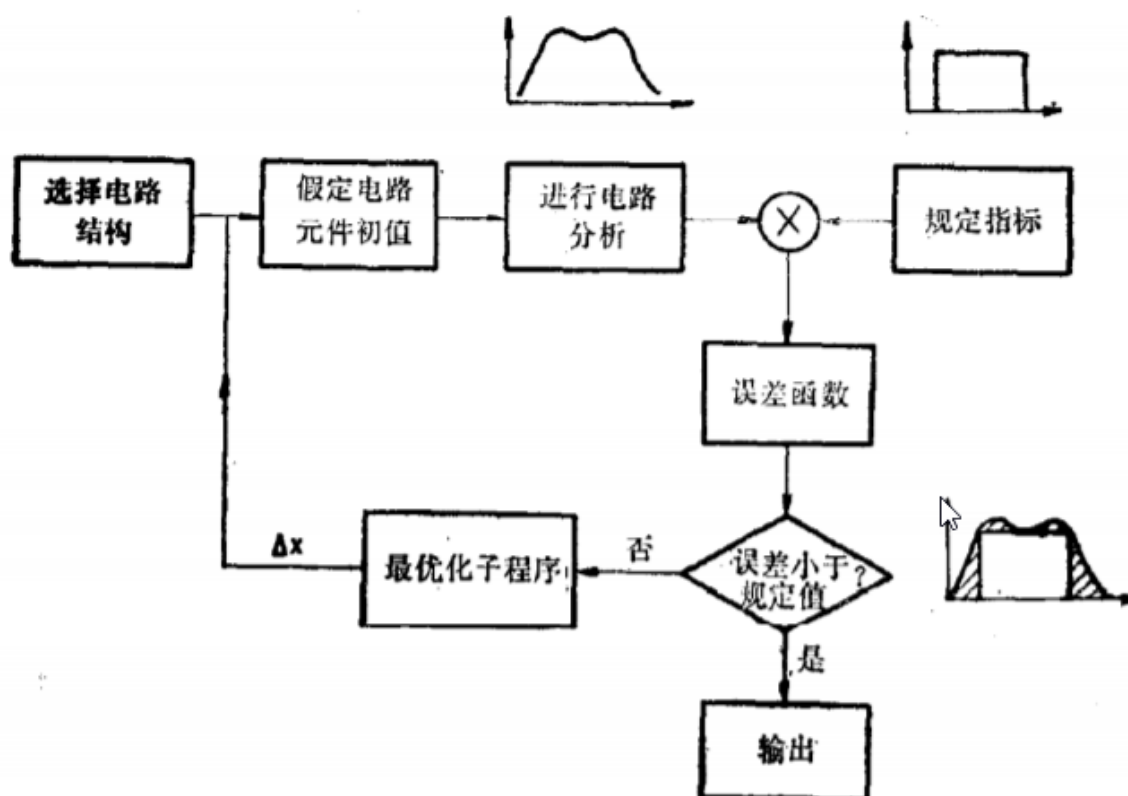 选择电路
结构
假定电路
元件初值
进行电路
分析
规定指标
误差函数
误差小于
规定值
?
否
最优化子程序
Δx
是
输出